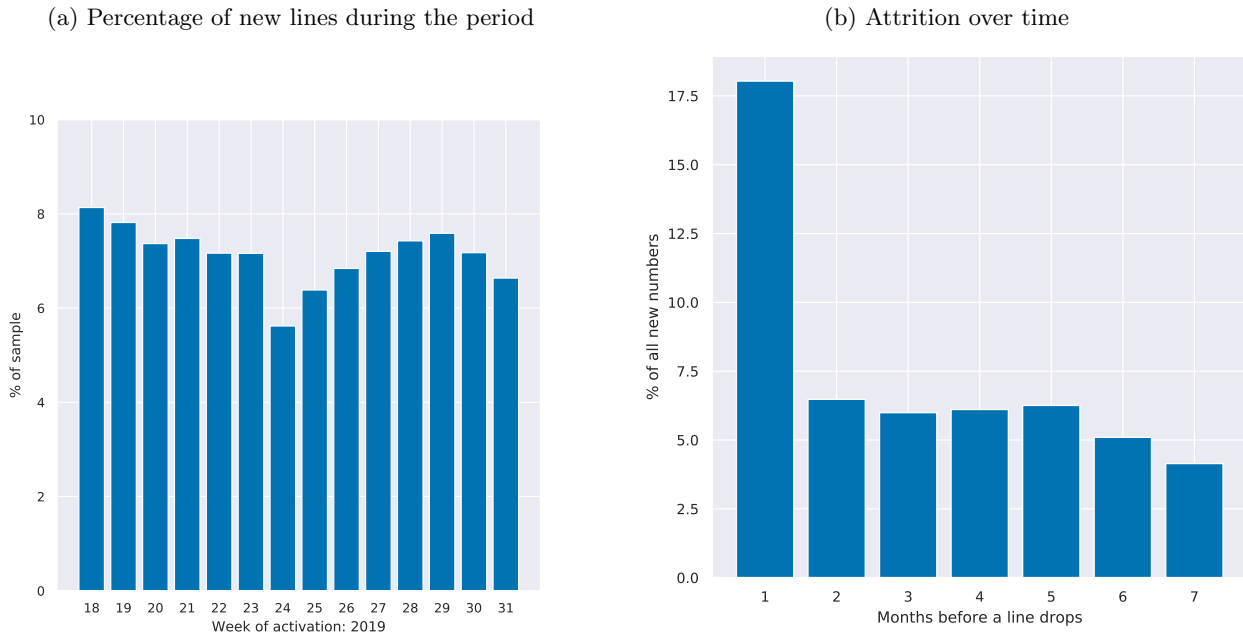 (a) Percentage of new lines during the period
10
8
6
4
2
0
% of sample
18 19 20 21 22 23 24 25 26 27 28 29 30 31
Week of activation: 2019
(b) Attrition over time
17.5
15.0
12.5
10.0
7.5
5.0
2.5
0.0
% of all new numbers
1 2 3 4 5 6 7
Months before a line drops